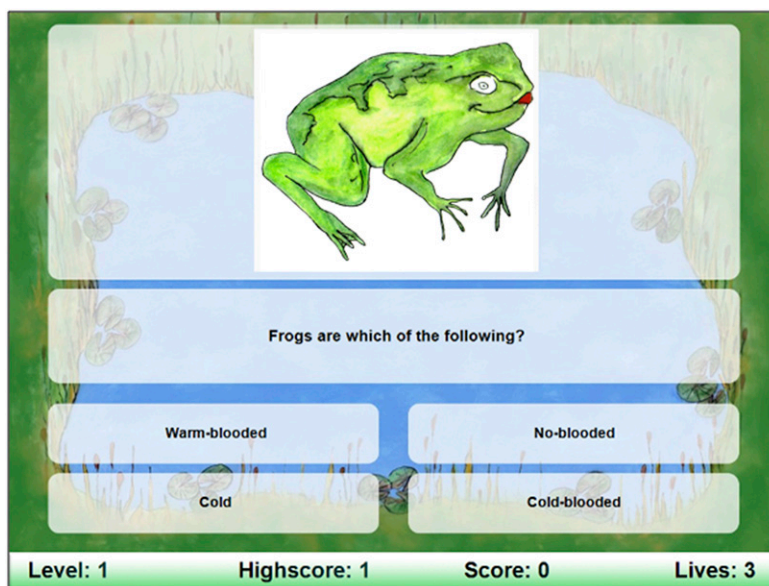 Frogs are which of the following?
Warm-blooded
No-blooded
Cold
Cold-blooded
Level: 1 Highscore: 1 Score: 0 Lives: 3